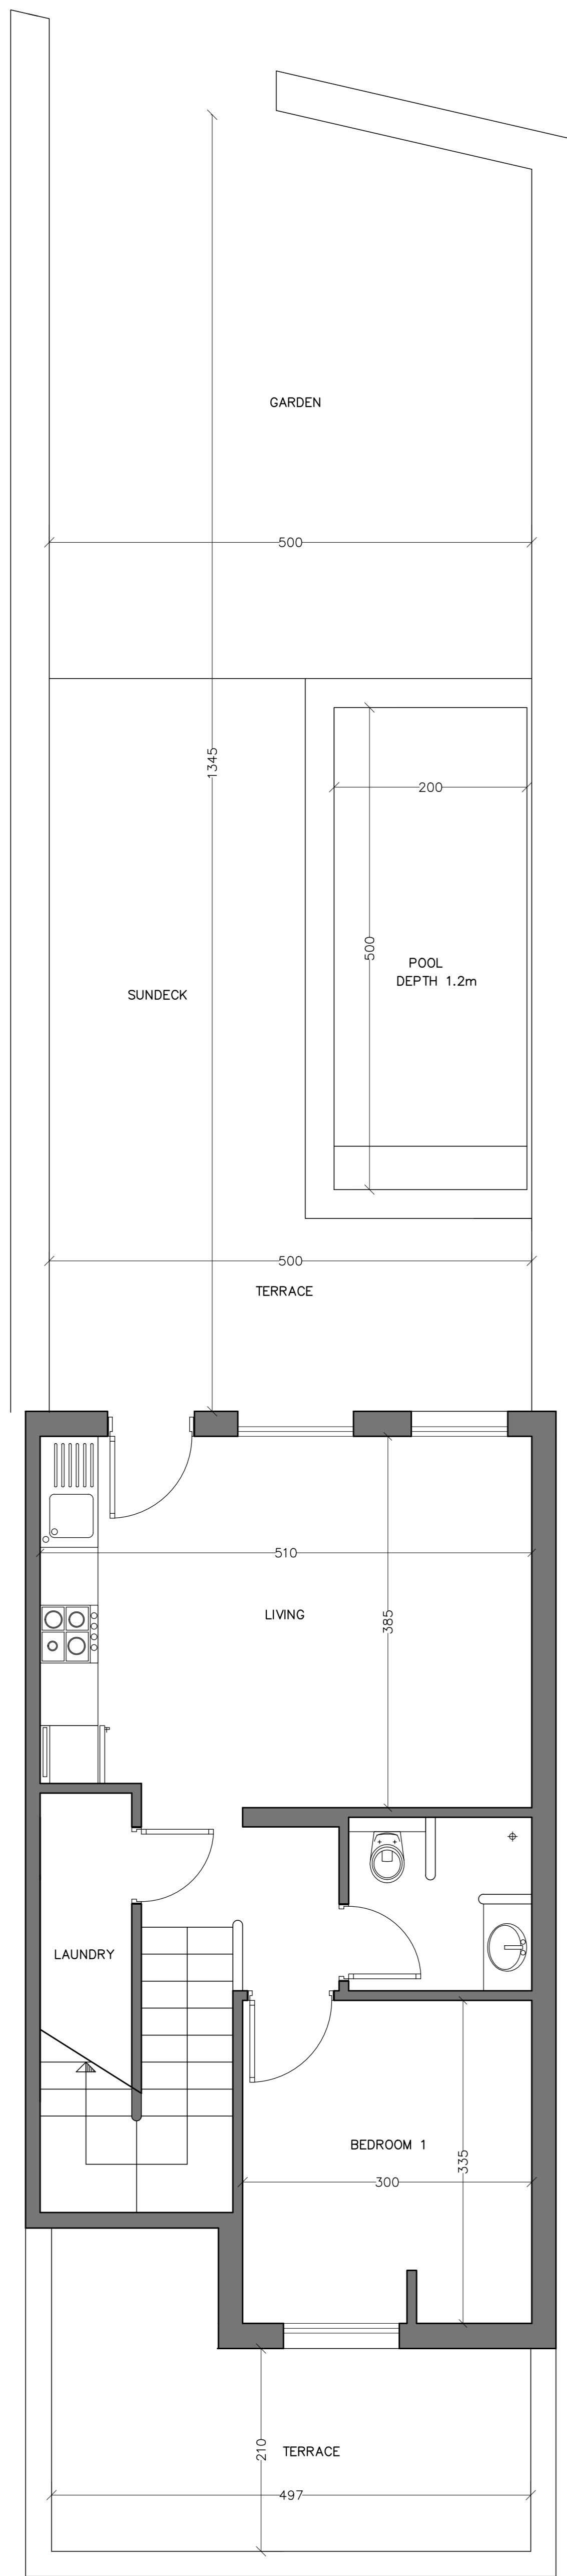 GARDEN
500
1345
200
500
POOL
DEPTH 1.2m
SUNDECK
500
TERRACE
510
LIVING
385
LAUNDRY
BEDROOM 1
335
300
210
TERRACE
497